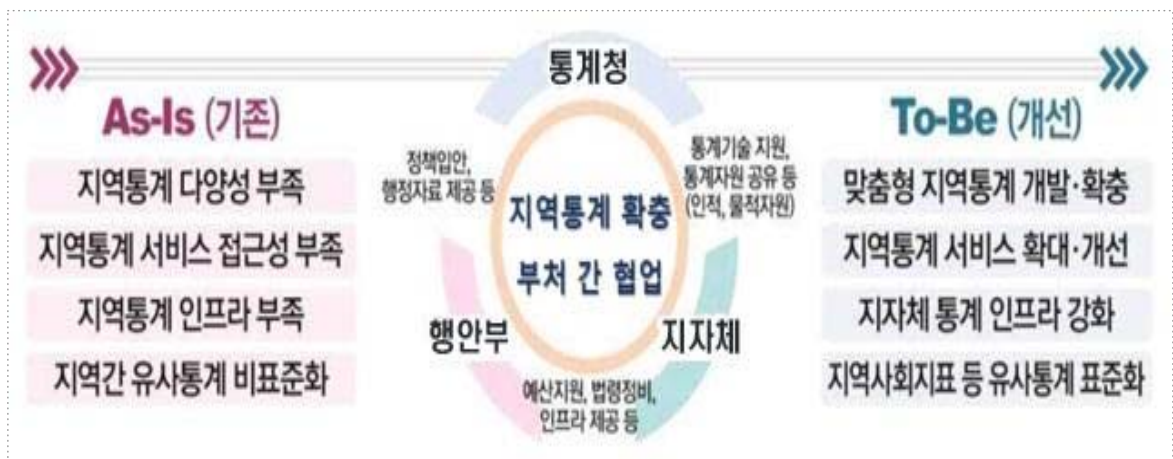 통계청
As-Is (기존)
지역통계 다양성 부족
지역통계 서비스 접근성 부족
지역통계 인프라 부족
지역간 유사통계 비표준화
정책입안,
행정자료 제공 등
통계기술 지원,
통계자원 공유 등
(인적, 물적자원)
지역통계 확충
부처 간 협업
행안부
지자체
예산지원, 법령정비,
인프라 제공 등
To-Be (개선)
맞춤형 지역통계 개발·확충
지역통계 서비스 확대·개선
지자체 통계 인프라 강화
지역사회지표 등 유사통계 표준화